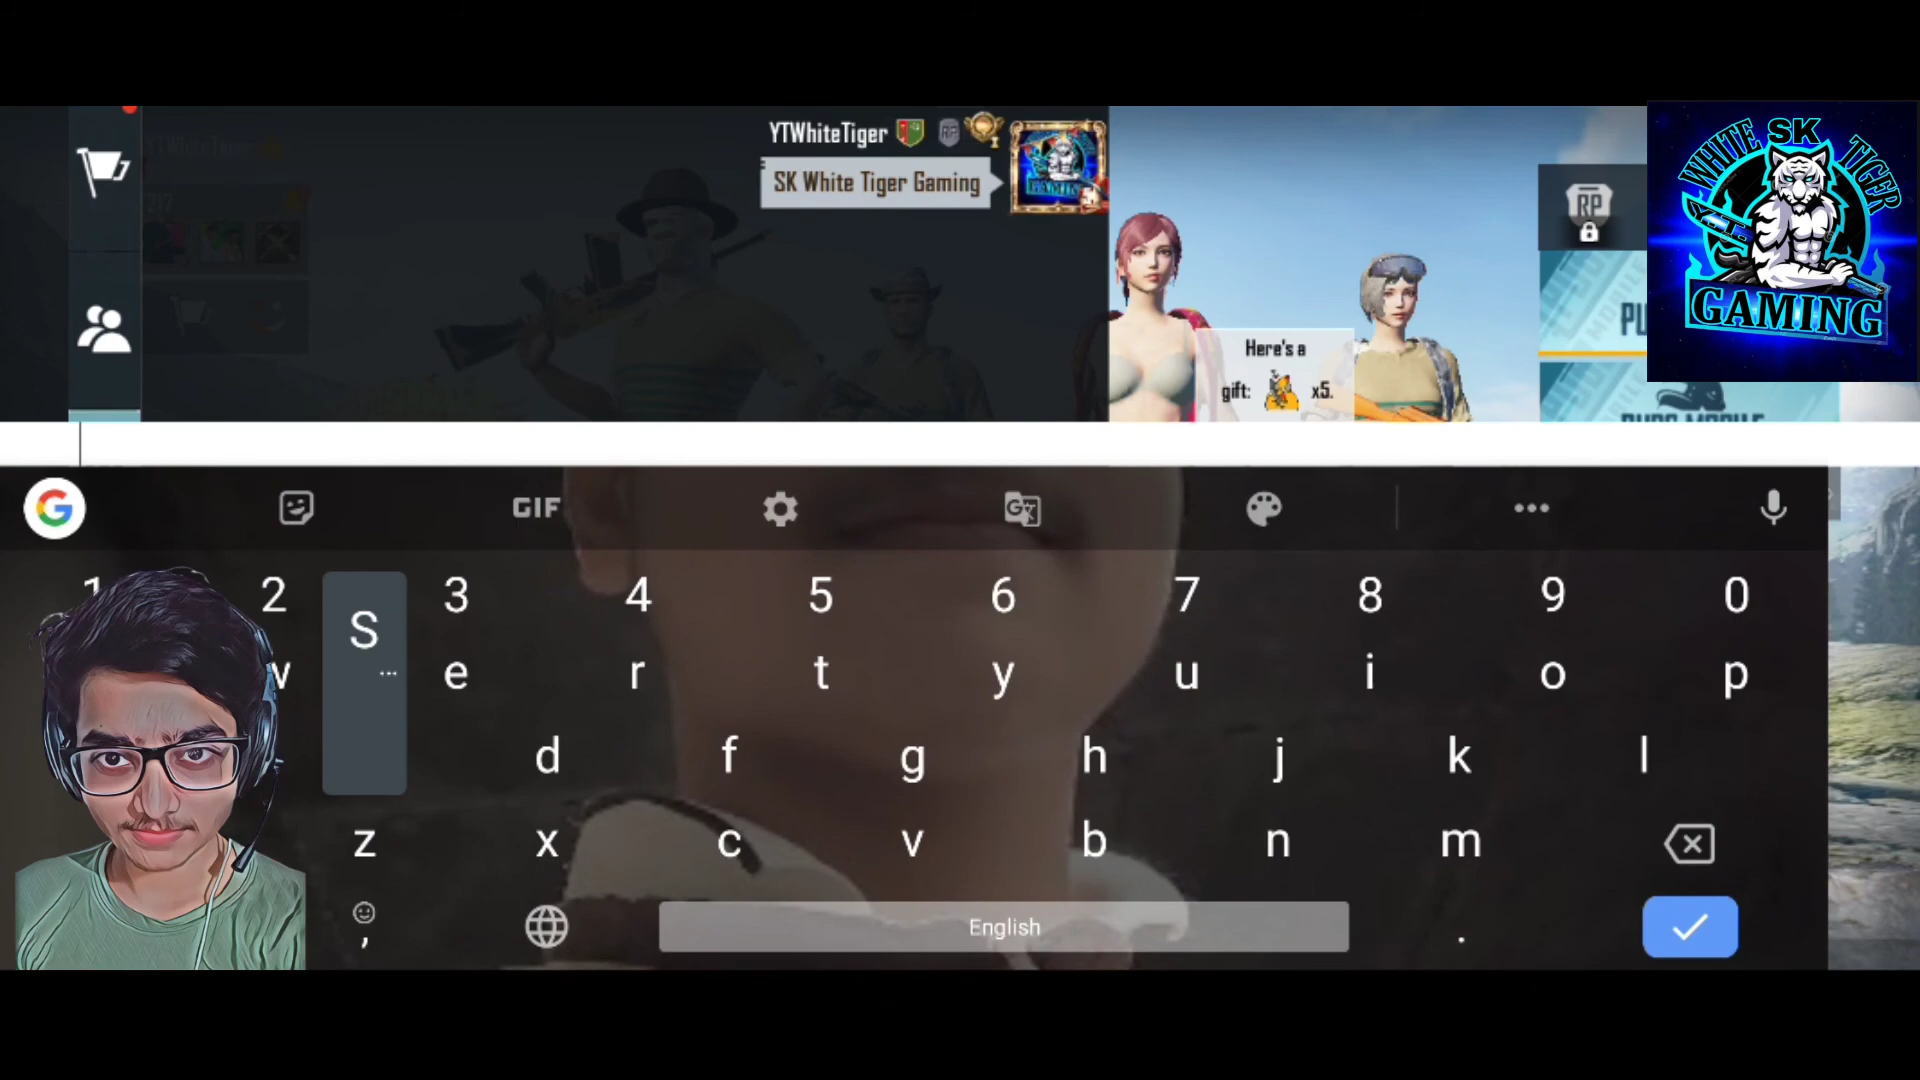 YTWhiteTiger
SK White Tiger Gaming
RP
Here's a
gift: x5.
WHITE SK TIGER
Y.T.
GAMING
GIF
1 2 3 4 5 6 7 8 9 0
S
w e r t y u i o p
d f g h j k l
z x c v b n m
,
English
.